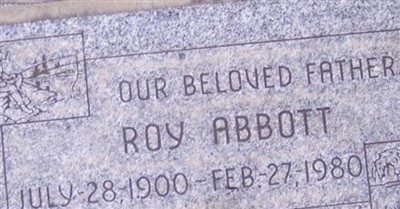 OUR BELOVED FATHER
ROY ABBOTT
JULY-28,-1900-FEB.-27,1980